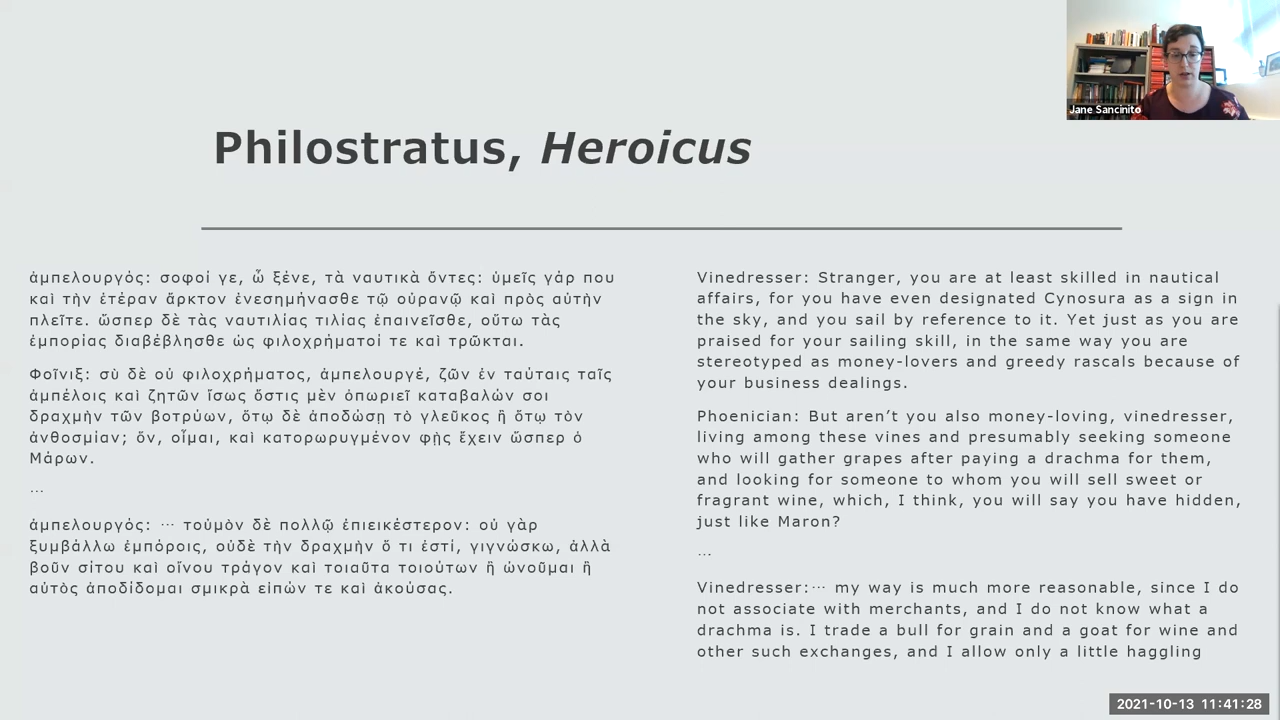 Jane Sancinito
Philostratus, Heroicus
ἀμπελουργός: σοφοί γε, ὦ ξένε, τὰ ναυτικὰ ὄντες: ὑμεῖς γάρ που
καὶ τὴν ἑτέραν ἄρκτον ἐνεσημήνασθε τῷ οὐρανῷ καὶ πρὸς αὐτὴν
πλεῖτε. ὥσπερ δὲ τὰς ναυτιλίας τιλίας ἐπαινεῖσθε, οὕτω τὰς
ἐμπορίας διαβέβλησθε ὡς φιλοχρήματοί τε καὶ τρῶκται.
Φοῖνιξ: σὺ δὲ οὐ φιλοχρήματος, ἀμπελουργέ, ζῶν ἐν ταύταις ταῖς
ἀμπέλοις καὶ ζητῶν ἴσως ὅστις μὲν ὀπωριεῖ καταβαλών σοι
δραχμὴν τῶν βοτρύων, ὅτῳ δὲ ἀποδώσῃ τὸ γλεῦκος ἢ ὅτῳ τὸν
ἀνθοσμίαν; ὅν, οἶμαι, καὶ κατορωρυγμένον φῂς ἔχειν ὥσπερ ὁ
Μάρων.
...
ἀμπελουργός: ... τοὐμὸν δὲ πολλῷ ἐπιεικέστερον: οὐ γὰρ
ξυμβάλλω ἐμπόροις, οὐδὲ τὴν δραχμὴν ὅ τι ἐστί, γιγνώσκω, ἀλλὰ
βοῦν σίτου καὶ οἴνου τράγον καὶ τοιαῦτα τοιούτων ἢ ὠνοῦμαι ἢ
αὐτὸς ἀποδίδομαι σμικρὰ εἰπών τε καὶ ἀκούσας.
Vinedresser: Stranger, you are at least skilled in nautical
affairs, for you have even designated Cynosura as a sign in
the sky, and you sail by reference to it. Yet just as you are
praised for your sailing skill, in the same way you are
stereotyped as money-lovers and greedy rascals because of
your business dealings.
Phoenician: But aren't you also money-loving, vinedresser,
living among these vines and presumably seeking someone
who will gather grapes after paying a drachma for them,
and looking for someone to whom you will sell sweet or
fragrant wine, which, I think, you will say you have hidden,
just like Maron?
...
Vinedresser:... my way is much more reasonable, since I do
not associate with merchants, and I do not know what a
drachma is. I trade a bull for grain and a goat for wine and
other such exchanges, and I allow only a little haggling
2021-10-13 11:41:28